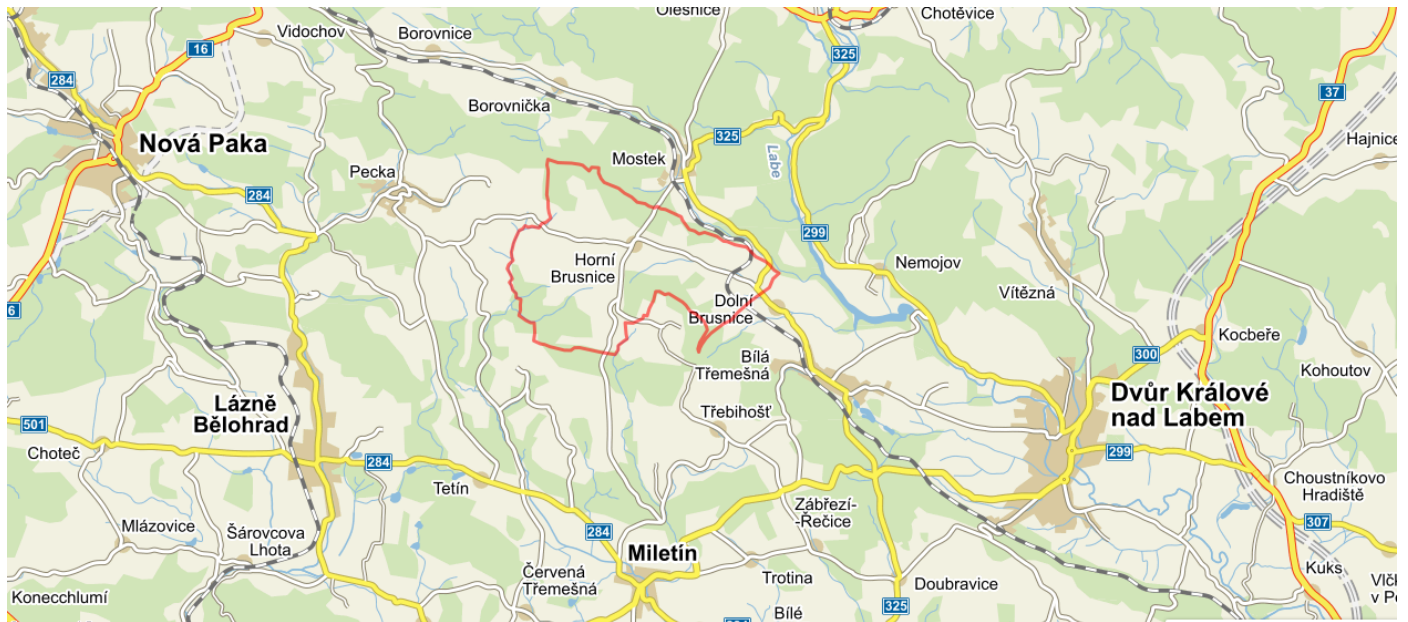 Olešnice
Chotěvice
Vidochov
Borovnice
16
325
284
37
Borovnička
325
Hajnice
Nová Paka
Mostek
Labe
Pecka
284
299
Nemojov
Horní
Brusnice
Vítězná
Dolní
Brusnice
6
Kocbeře
Bílá
Třemešná
300
Kohoutov
Dvůr Králové
nad Labem
Lázně
Bělohrad
Třebihošť
501
Choteč
284
299
Tetín
Choustníkovo
Hradiště
Zábřezí-
-Řečice
Mlázovice
Šárovcova
Lhota
284
307
Miletín
Červená
Třemešná
Trotina
Doubravice
Kuks
Konecchlumí
325
Bílé